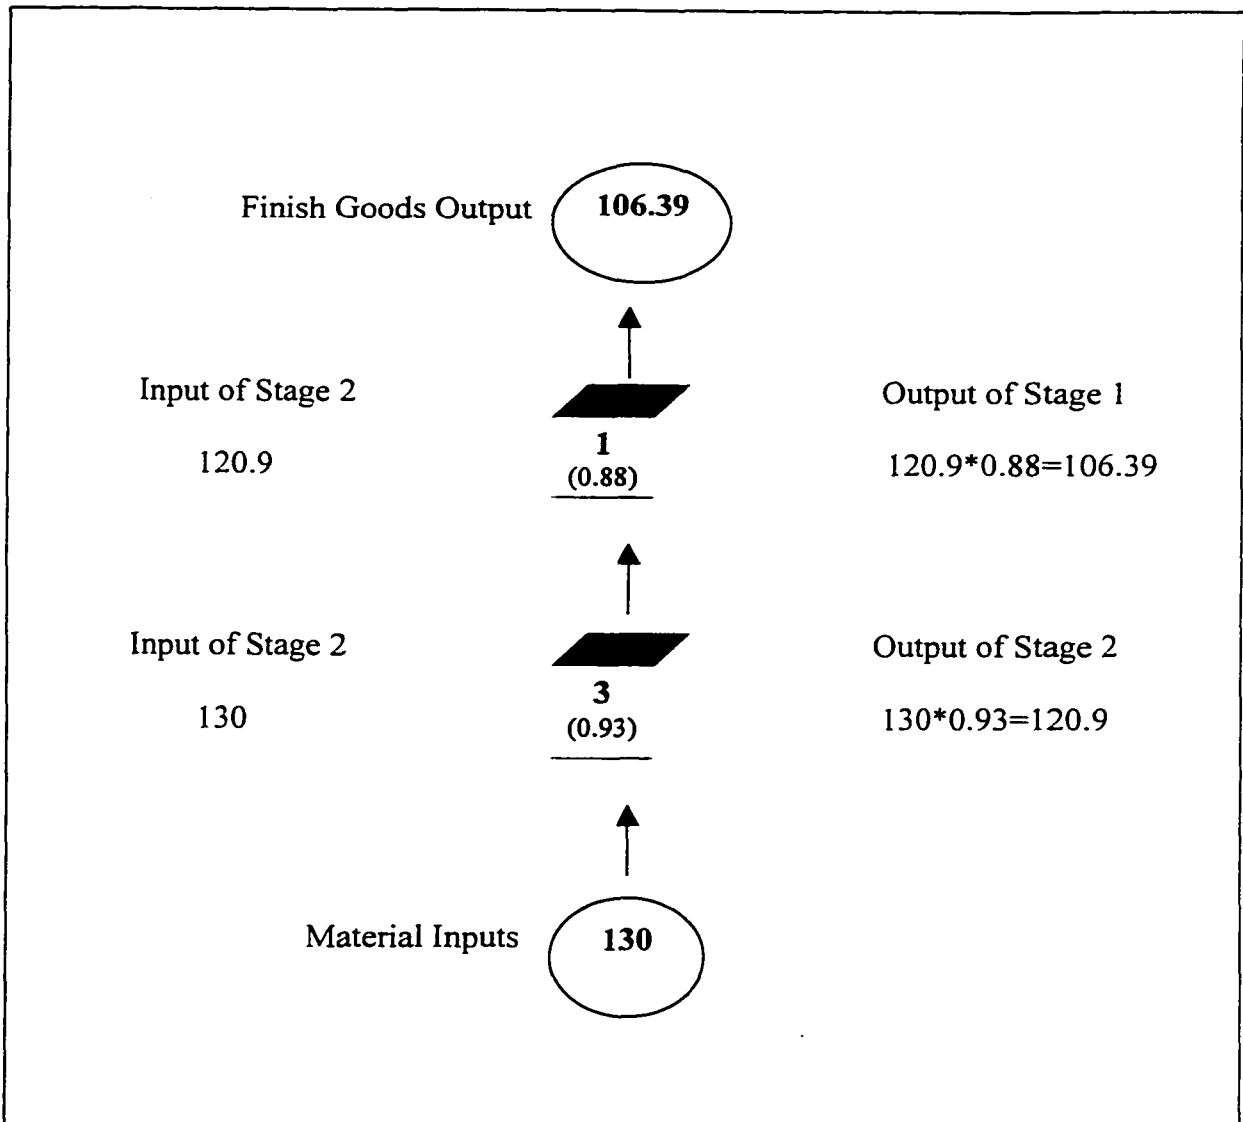 Finish Goods Output 106.39
Input of Stage 2
Output of Stage 1
120.9
1
(0.88)
120.9*0.88=106.39
Input of Stage 2
Output of Stage 2
130
3
(0.93)
130*0.93=120.9
Material Inputs 130